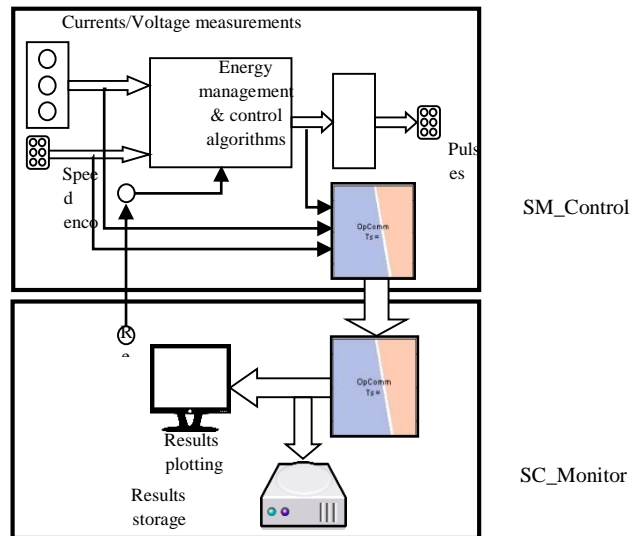 Currents/Voltage measurements
Energy
management
& control
algorithms
Puls
es
Spee
d
enco
OpComm
Ts =
SM_Control
Re
OpComm
Ts =
Results
plotting
Results
storage
SC_Monitor